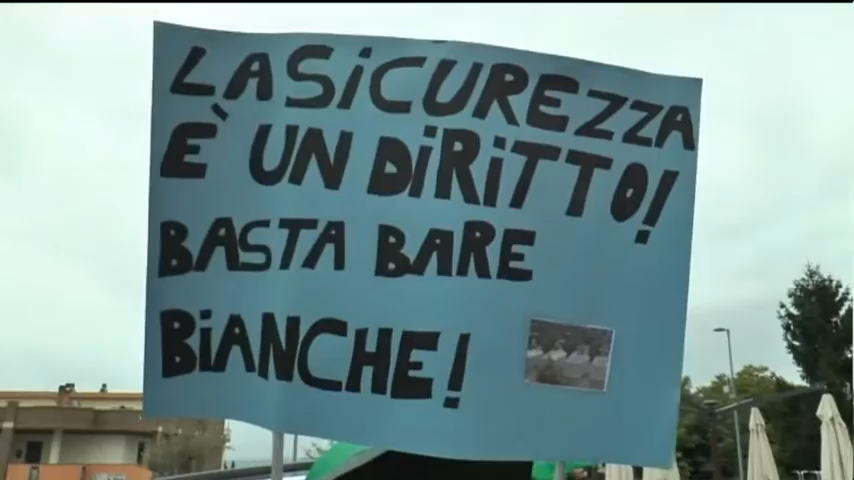 LA SiCUREZZA
È UN DiRiTTO!
BASTA BARE
BiANCHE!